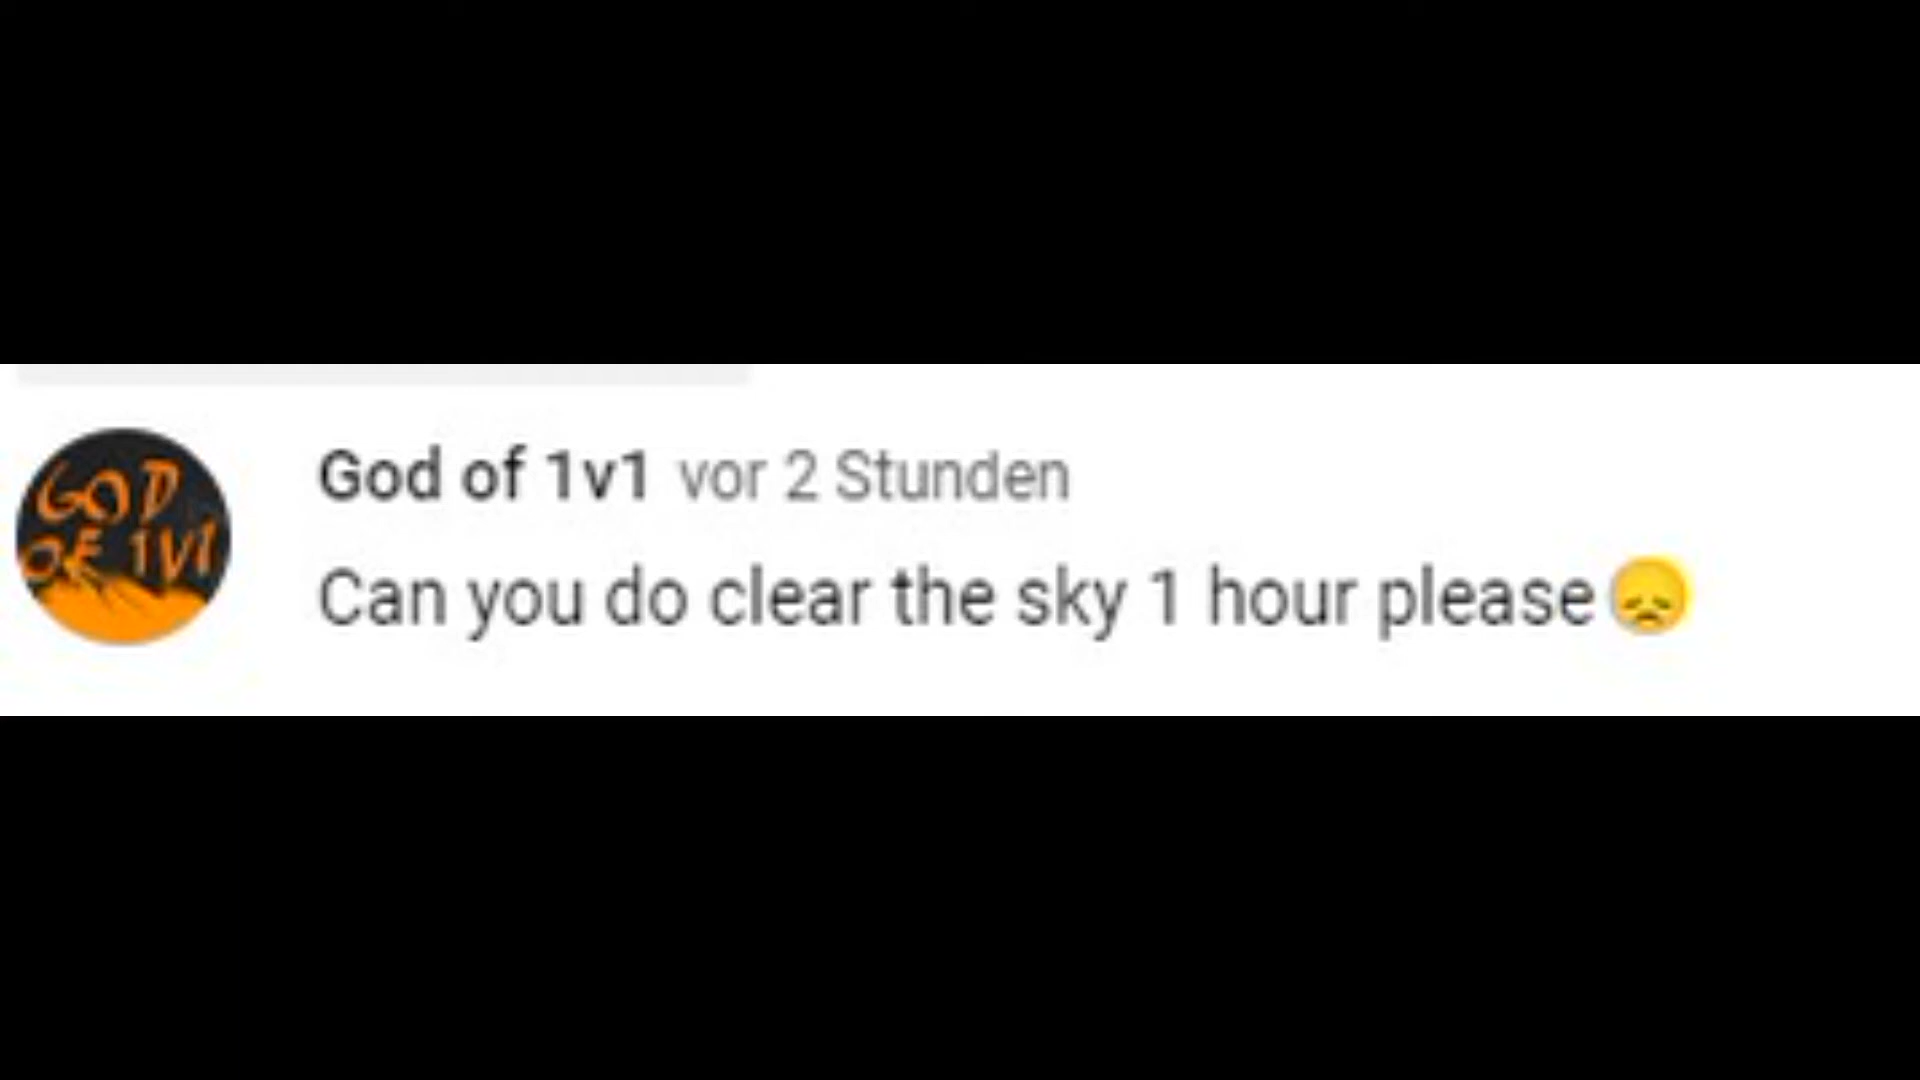 GOD
OF 1V1
God of 1v1 vor 2 Stunden
Can you do clear the sky 1 hour please😞